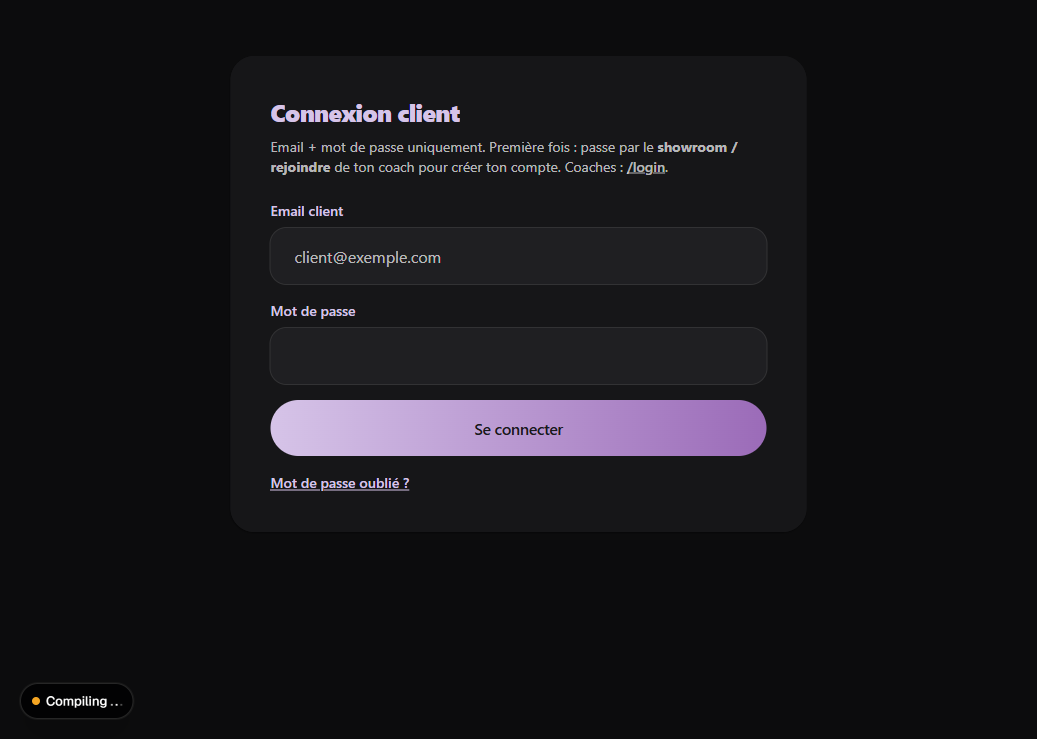 Connexion client
Email + mot de passe uniquement. Première fois : passe par le showroom /
rejoindre de ton coach pour créer ton compte. Coaches : /login.
Email client
client@exemple.com
Mot de passe
Se connecter
Mot de passe oublié ?
Compiling ...